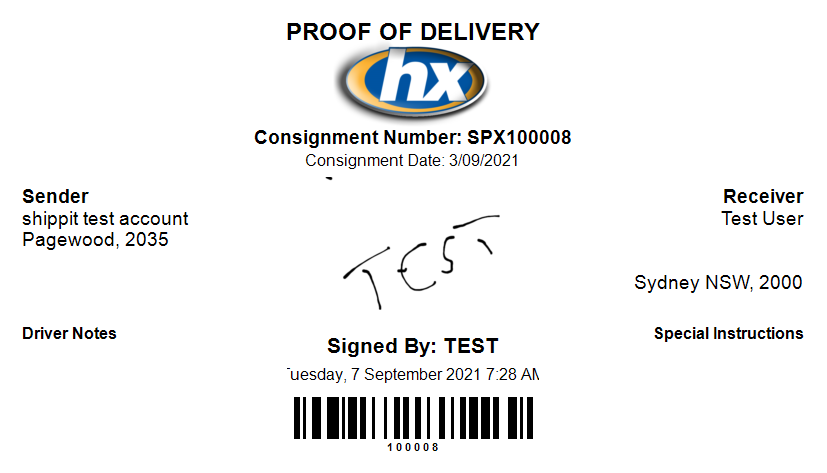 PROOF OF DELIVERY
hx
Consignment Number: SPX100008
Consignment Date: 3/09/2021
Sender
shippit test account
Pagewood, 2035
Receiver
Test User
Sydney NSW, 2000
TEST
Driver Notes
Special Instructions
Signed By: TEST
Tuesday, 7 September 2021 7:28 AM
100008